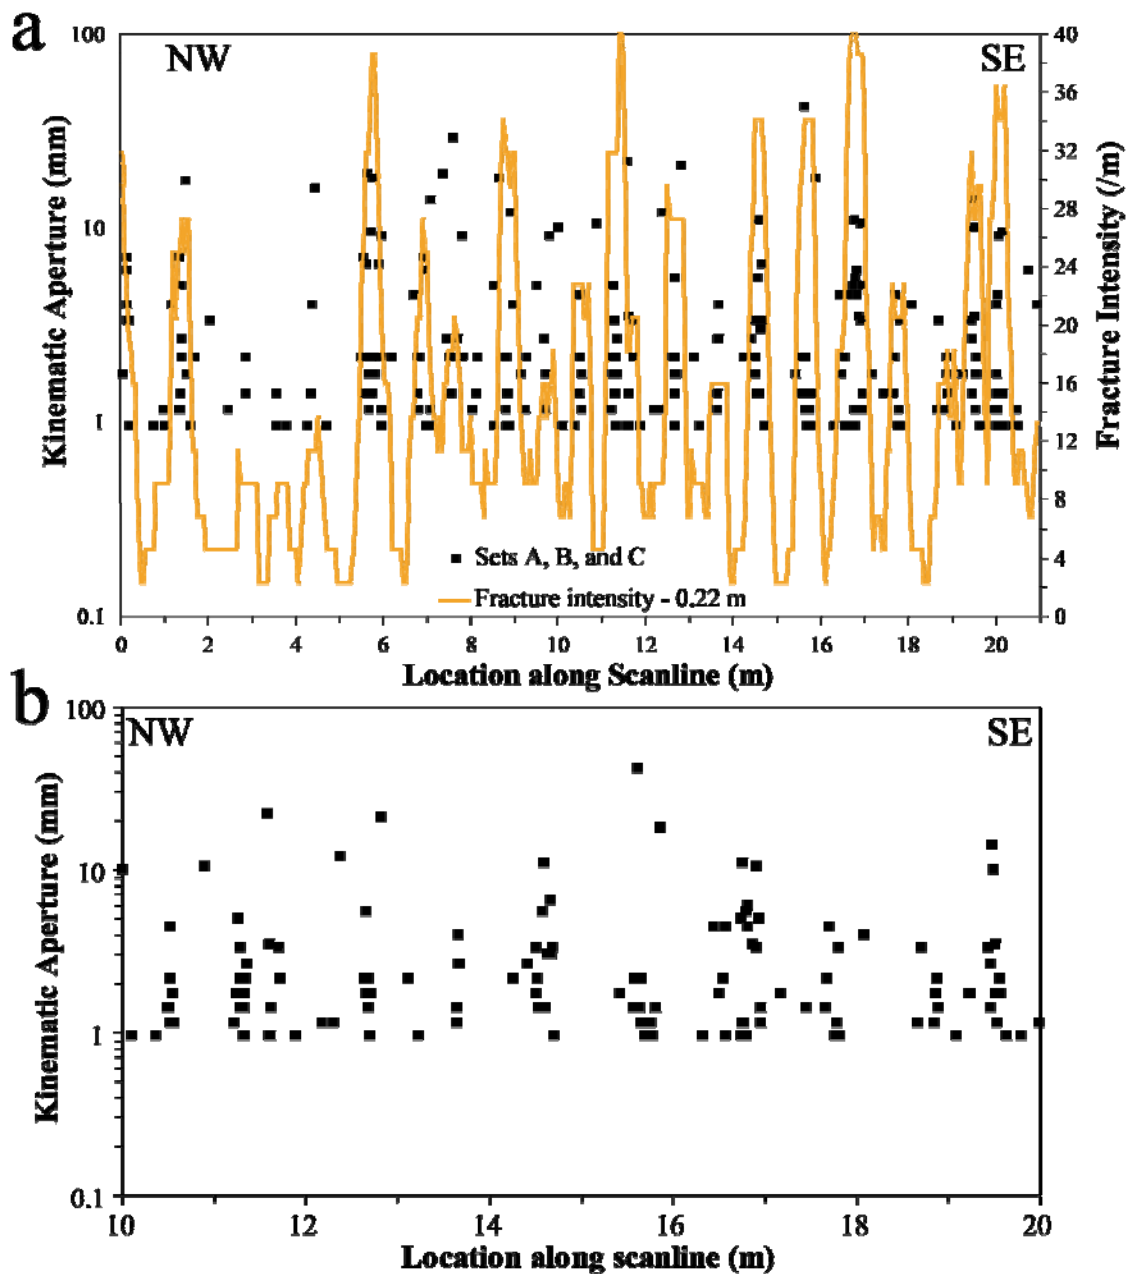 a
NW
SE
Kinematic Aperture (mm)
100
10
1
0.1
40
36
32
28
24
20
16
12
8
4
0
Fracture Intensity (/m)
Sets A, B, and C
Fracture intensity - 0.22 m
0 2 4 6 8 10 12 14 16 18 20
Location along Scanline (m)
b
NW
SE
Kinematic Aperture (mm)
100
10
1
0.1
10 12 14 16 18 20
Location along scanline (m)